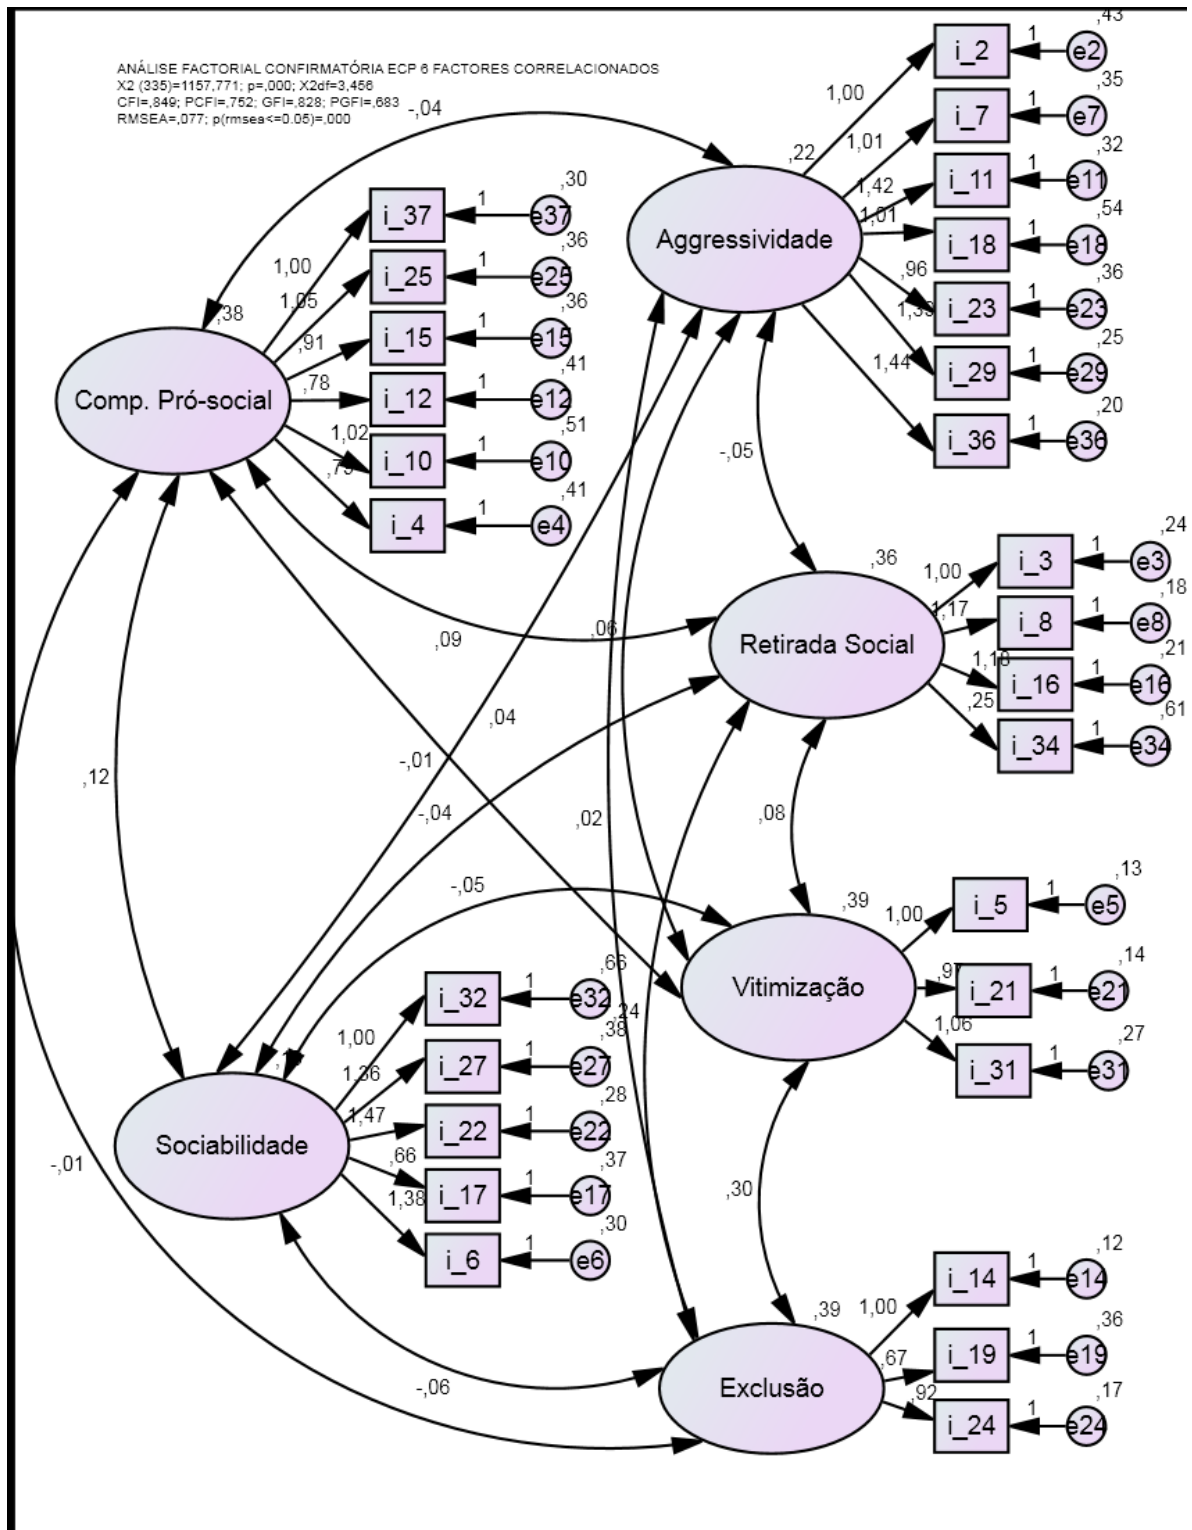 ANÁLISE FACTORIAL CONFIRMATÓRIA ECP 6 FACTORES CORRELACIONADOS
X2 (335)=1157,771; p=,000; X2df=3,456
CFI=,849; PCFI=,752; GFI=,828; PGFI=,683
RMSEA=,077; p(rmsea<=0.05)=,000
-,04
Comp. Pró-social
,38
1,00
i_37
1
e37
,30
1,05
i_25
1
e25
,36
,91
i_15
1
e15
,36
,78
i_12
1
e12
,41
1,02
i_10
1
e10
,51
i_4
1
e4
,41
Aggressividade
,22
1,00
i_2
1
e2
,43
1,01
i_7
1
e7
,35
1,42
i_11
1
e11
,32
1,01
i_18
1
e18
,54
,96
i_23
1
e23
,36
i_29
1
e29
,25
1,44
i_36
1
e36
,20
-,05
Retirada Social
,36
1,00
i_3
1
e3
,24
1,17
i_8
1
e8
,18
1,18
i_16
1
e16
,21
,25
i_34
1
e34
,61
,09
,06
,04
-,01
-,04
,12
,02
,08
-,05
Vitimização
,39
1,00
i_5
1
e5
,13
,97
i_21
1
e21
,14
1,06
i_31
1
e31
,27
Sociabilidade
1,00
i_32
1
e32
,66
,24
1,36
i_27
1
e27
,38
1,47
i_22
1
e22
,28
,66
i_17
1
e17
,37
1,38
i_6
1
e6
,30
-,01
,30
-,06
Exclusão
,39
1,00
i_14
1
e14
,12
,67
i_19
1
e19
,36
,92
i_24
1
e24
,17